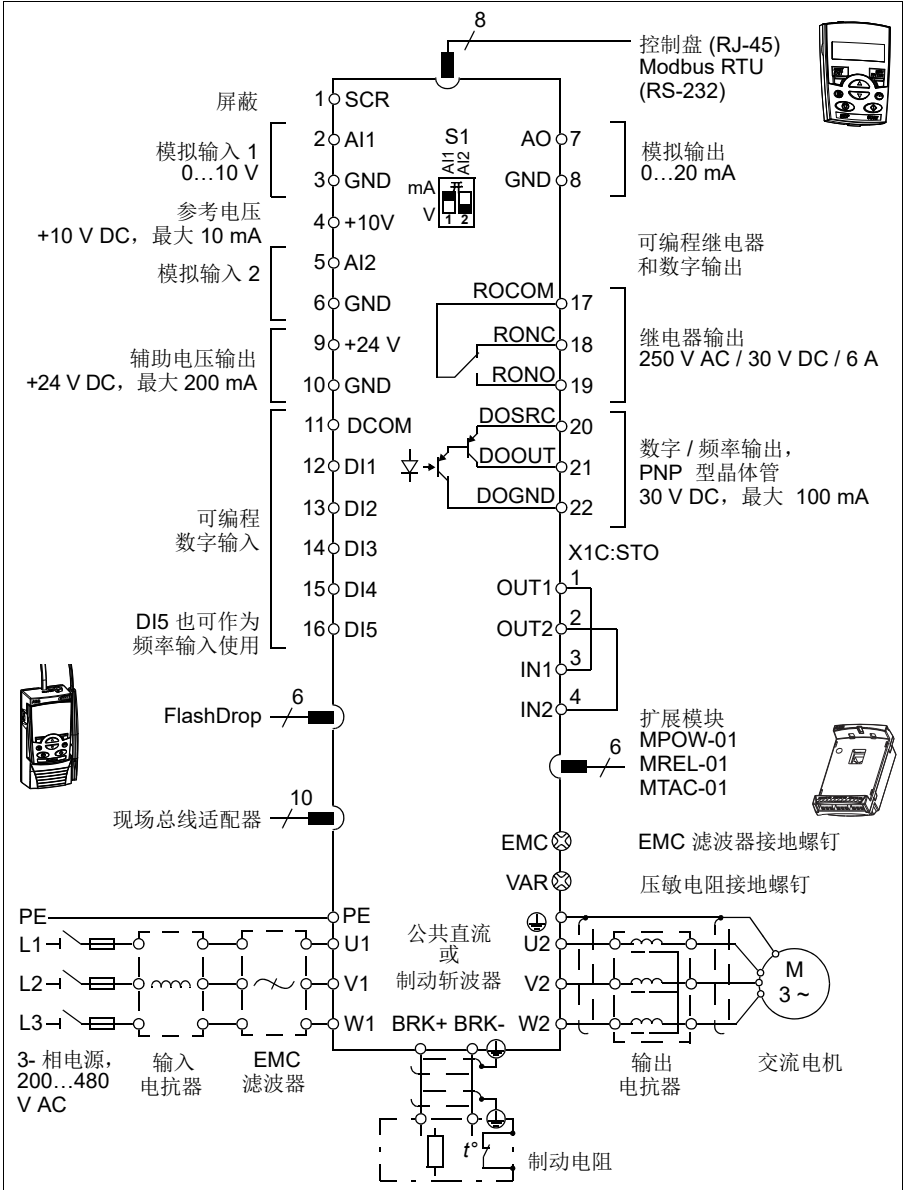 8
控制盘 (RJ-45)
Modbus RTU
(RS-232)
屏蔽
1 SCR
模拟输入 1
0…10 V
2 AI1
3 GND
S1
AI1
AI2
mA
V
1 2
AO 7
GND 8
模拟输出
0…20 mA
参考电压
+10 V DC，最大 10 mA
4 +10V
模拟输入 2
5 AI2
6 GND
可编程继电器
和数字输出
辅助电压输出
+24 V DC，最大 200 mA
9 +24 V
10 GND
ROCOM 17
RONC 18
RONO 19
继电器输出
250 V AC / 30 V DC / 6 A
11 DCOM
12 DI1
13 DI2
14 DI3
15 DI4
16 DI5
可编程
数字输入
DI5 也可作为
频率输入使用
DOSRC 20
DOOUT 21
DOGND 22
数字 / 频率输出，
PNP 型晶体管
30 V DC，最大 100 mA
X1C:STO
OUT1 1
OUT2 2
IN1 3
IN2 4
FlashDrop 6
扩展模块
MPOW-01
MREL-01
MTAC-01
6
现场总线适配器 10
EMC EMC 滤波器接地螺钉
VAR 压敏电阻接地螺钉
PE PE
L1 U1
L2 V1
L3 W1
公共直流
或
制动斩波器
BRK+ BRK-
U2
V2
W2
M
3 ~
3- 相电源，
200…480
V AC
输入
电抗器
EMC
滤波器
输出
电抗器
交流电机
t°
制动电阻